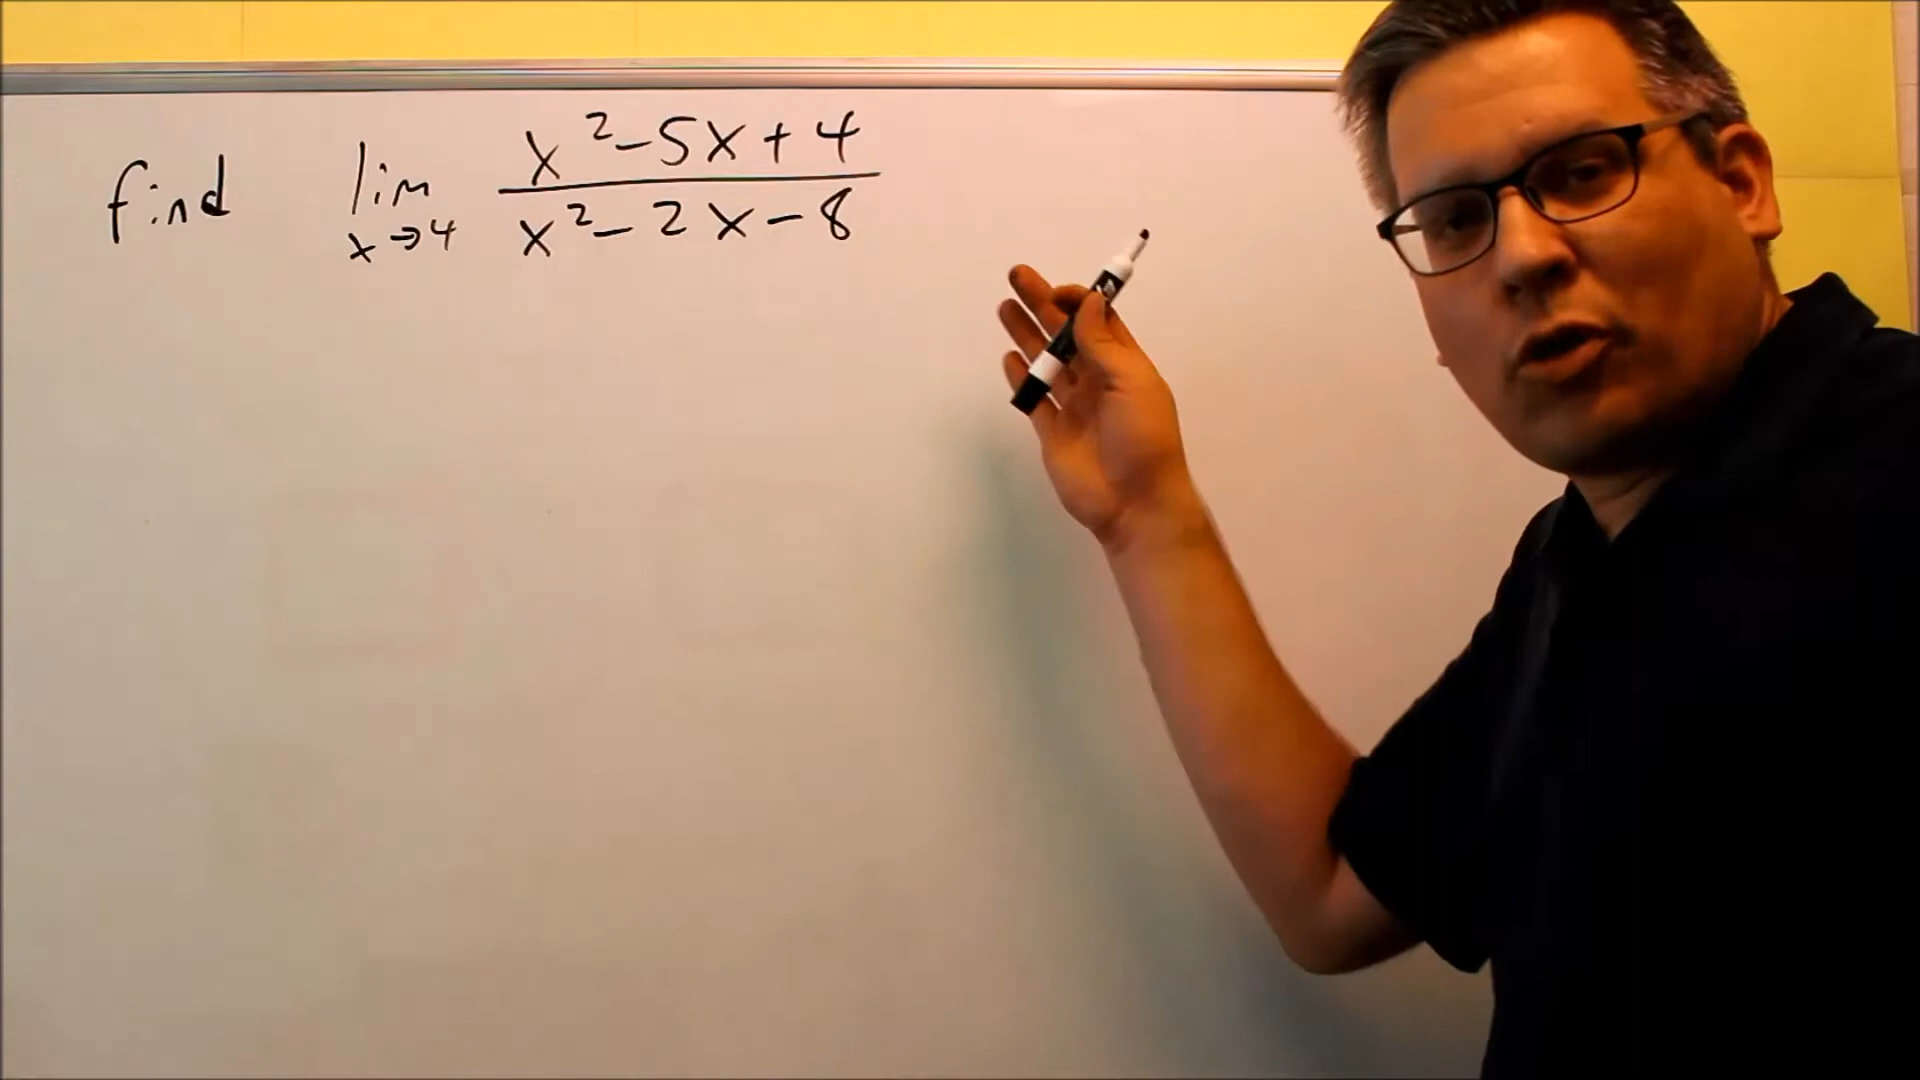 find lim x→4 x²-5x+4 / x²-2x-8